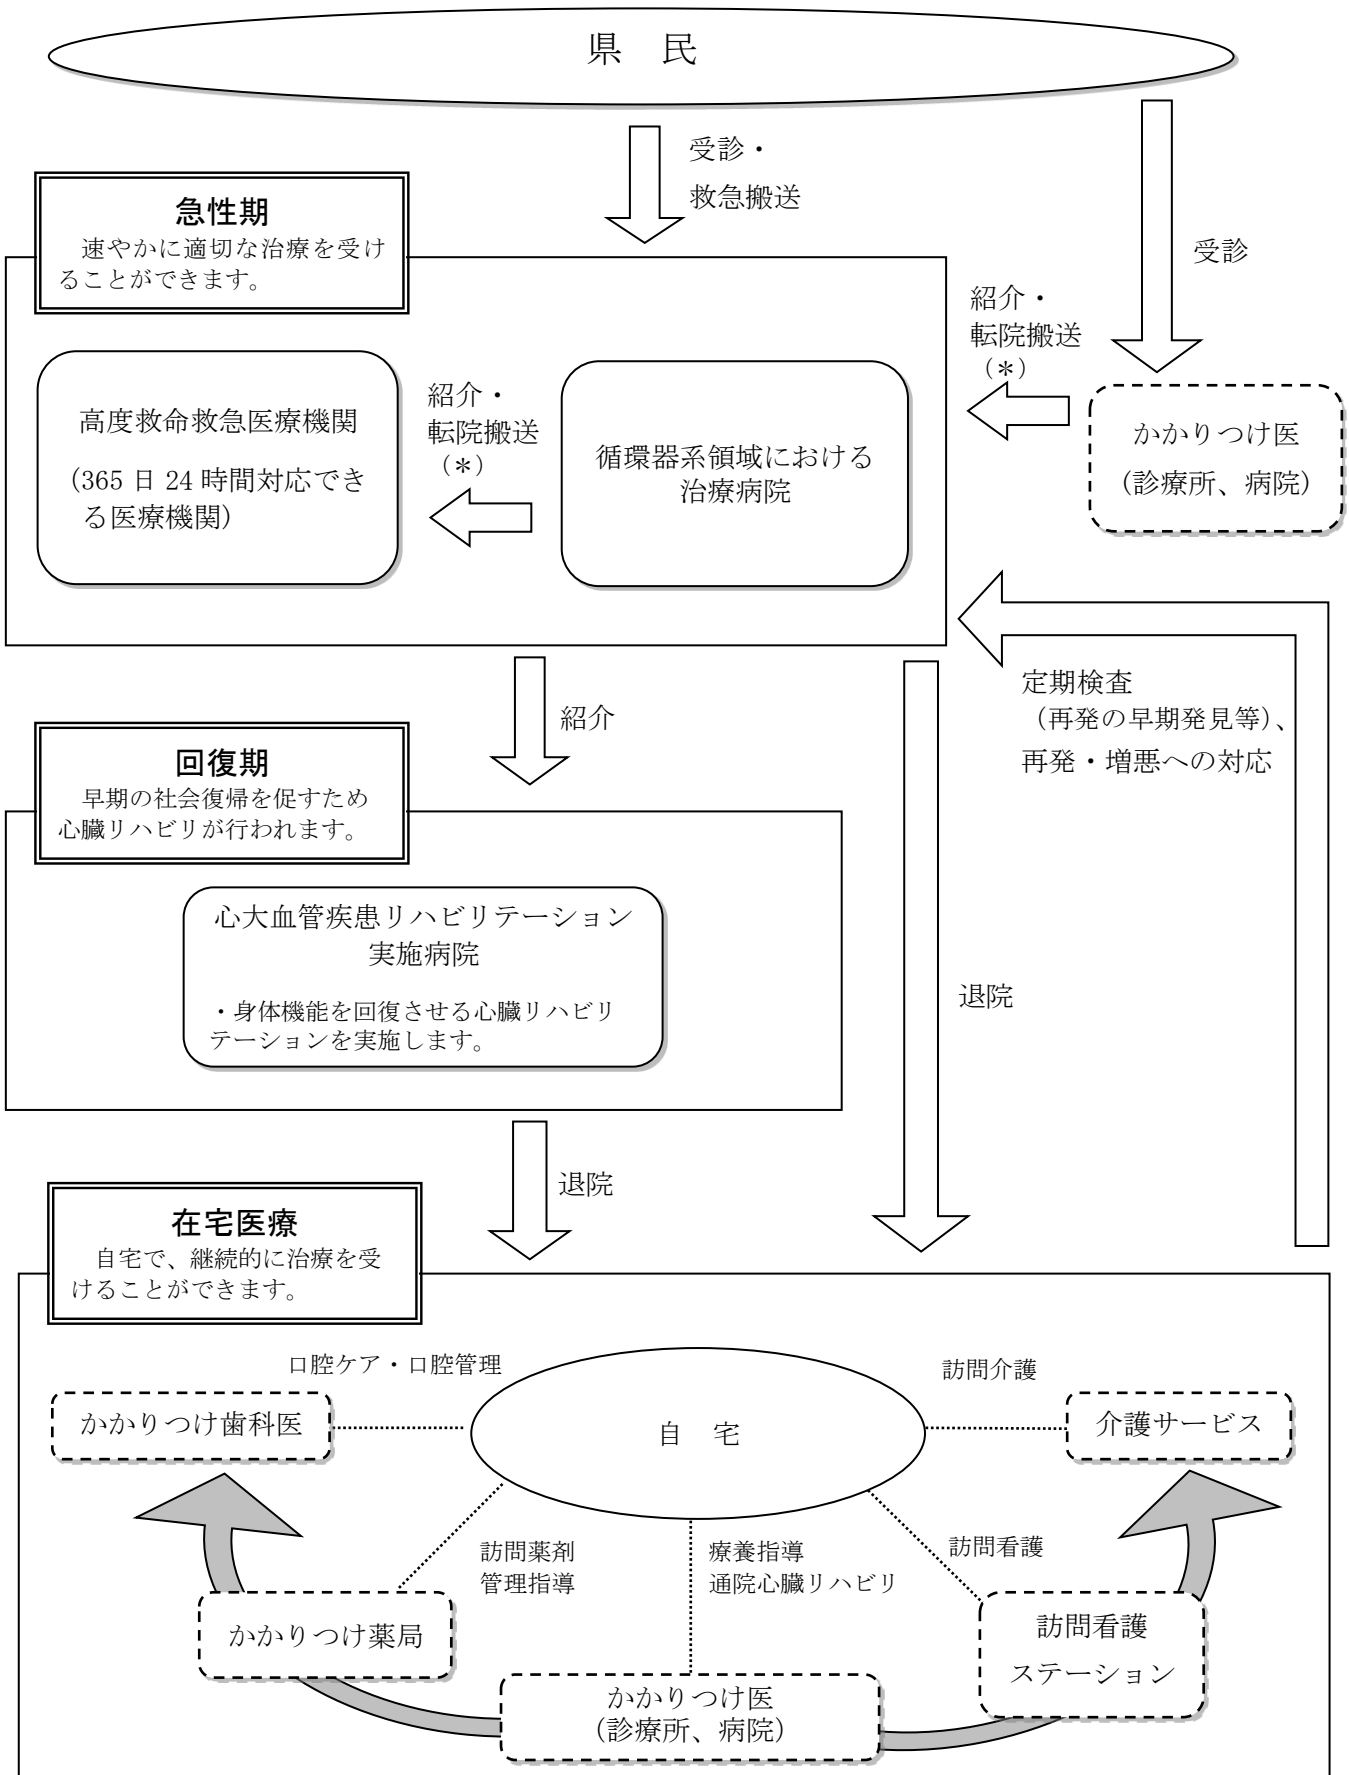 県　民
受診・
救急搬送
受診
急性期
速やかに適切な治療を受け
ることができます。
紹介・
転院搬送
（＊）
かかりつけ医
（診療所、病院）
高度救命救急医療機関
（365 日 24 時間対応でき
る医療機関）
紹介・
転院搬送
（＊）
循環器系領域における
治療病院
定期検査
（再発の早期発見等）、
再発・増悪への対応
紹介
回復期
早期の社会復帰を促すため
心臓リハビリが行われます。
心大血管疾患リハビリテーション
実施病院
・身体機能を回復させる心臓リハビリ
テーションを実施します。
退院
退院
在宅医療
自宅で、継続的に治療を受
けることができます。
口腔ケア・口腔管理
訪問介護
かかりつけ歯科医
自　宅
介護サービス
訪問薬剤
管理指導
療養指導
通院心臓リハビリ
訪問看護
かかりつけ薬局
訪問看護
ステーション
かかりつけ医
（診療所、病院）